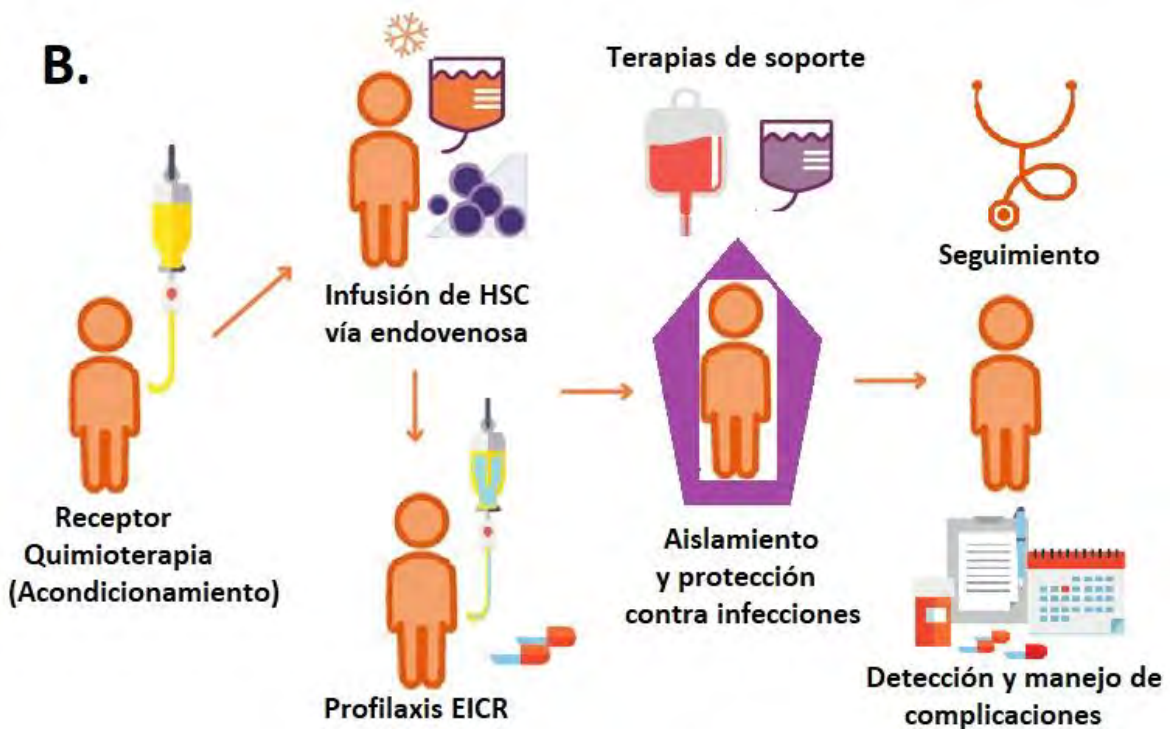 B.
Terapias de soporte
Seguimiento
Infusión de HSC
vía endovenosa
Receptor
Quimioterapia
(Acondicionamiento)
Profilaxis EICR
Aislamiento
y protección
contra infecciones
Detección y manejo de
complicaciones